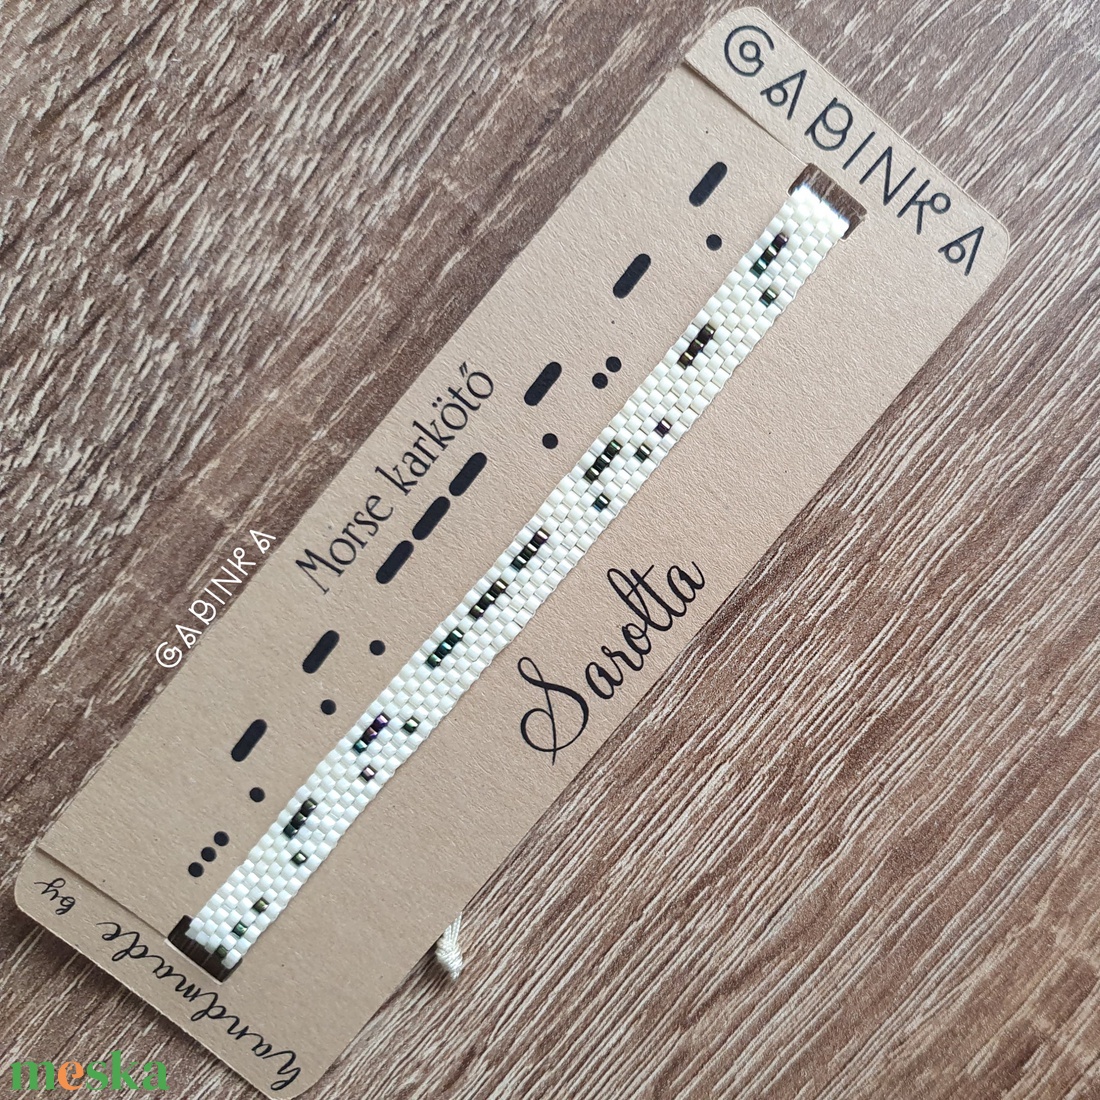 GABINKA
Morse karkötő
Sarolta
GABINKA
handmade by
meska